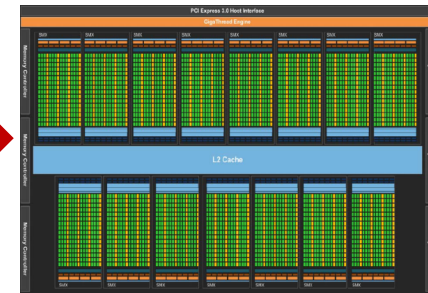 PCI Express 3.0 Host Interface
GigaThread Engine
SMX SMX SMX SMX SMX SMX SMX SMX
Memory Controller
Memory Controller
L2 Cache
Memory Controller
SMX SMX SMX SMX SMX SMX SMX